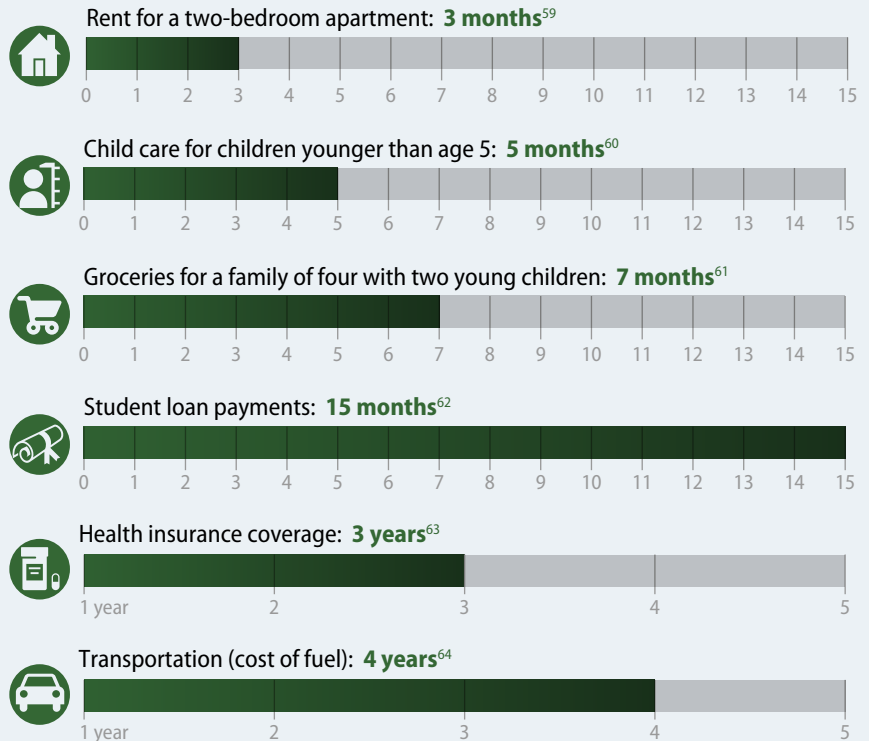 Rent for a two-bedroom apartment: 3 months59
0 1 2 3 4 5 6 7 8 9 10 11 12 13 14 15
Child care for children younger than age 5: 5 months60
0 1 2 3 4 5 6 7 8 9 10 11 12 13 14 15
Groceries for a family of four with two young children: 7 months61
0 1 2 3 4 5 6 7 8 9 10 11 12 13 14 15
Student loan payments: 15 months62
0 1 2 3 4 5 6 7 8 9 10 11 12 13 14 15
Health insurance coverage: 3 years63
1 year 2 3 4 5
Transportation (cost of fuel): 4 years64
1 year 2 3 4 5